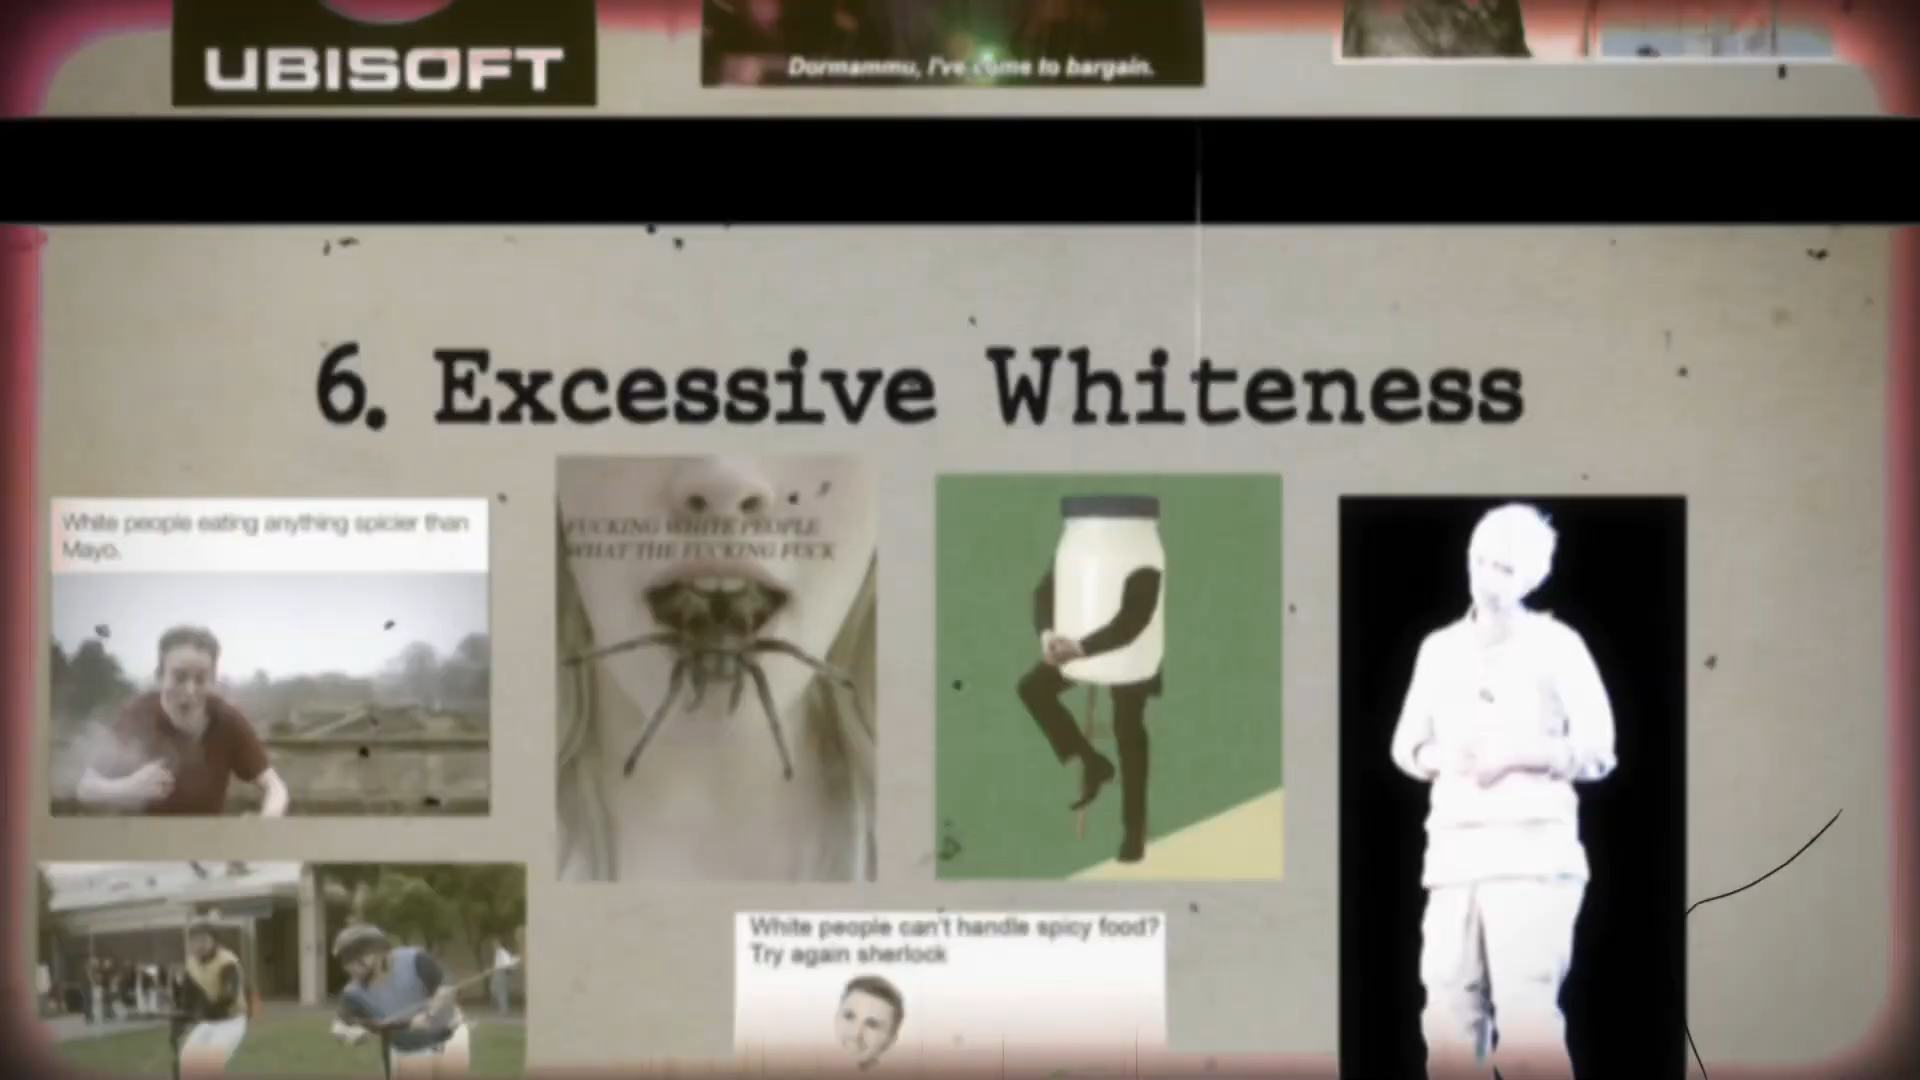 UBISOFT
Dormammu, I've come to bargain.
6. Excessive Whiteness
White people eating anything spicier than
Mayo.
FUCKING WHITE PEOPLE
WHAT THE FUCKING FUCK
White people can't handle spicy food?
Try again sherlock